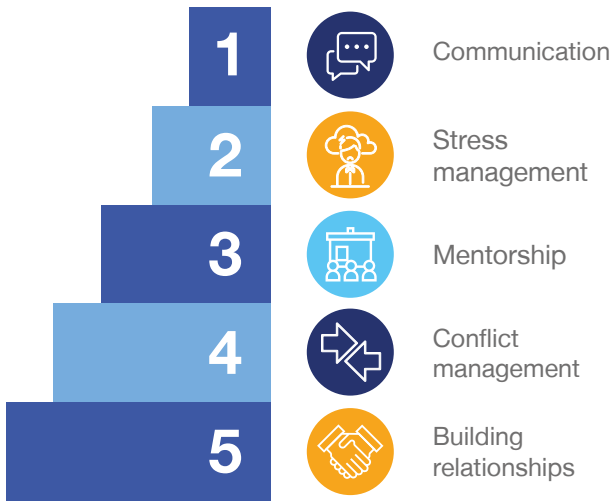 1
Communication
2
Stress
management
3
Mentorship
4
Conflict
management
5
Building
relationships